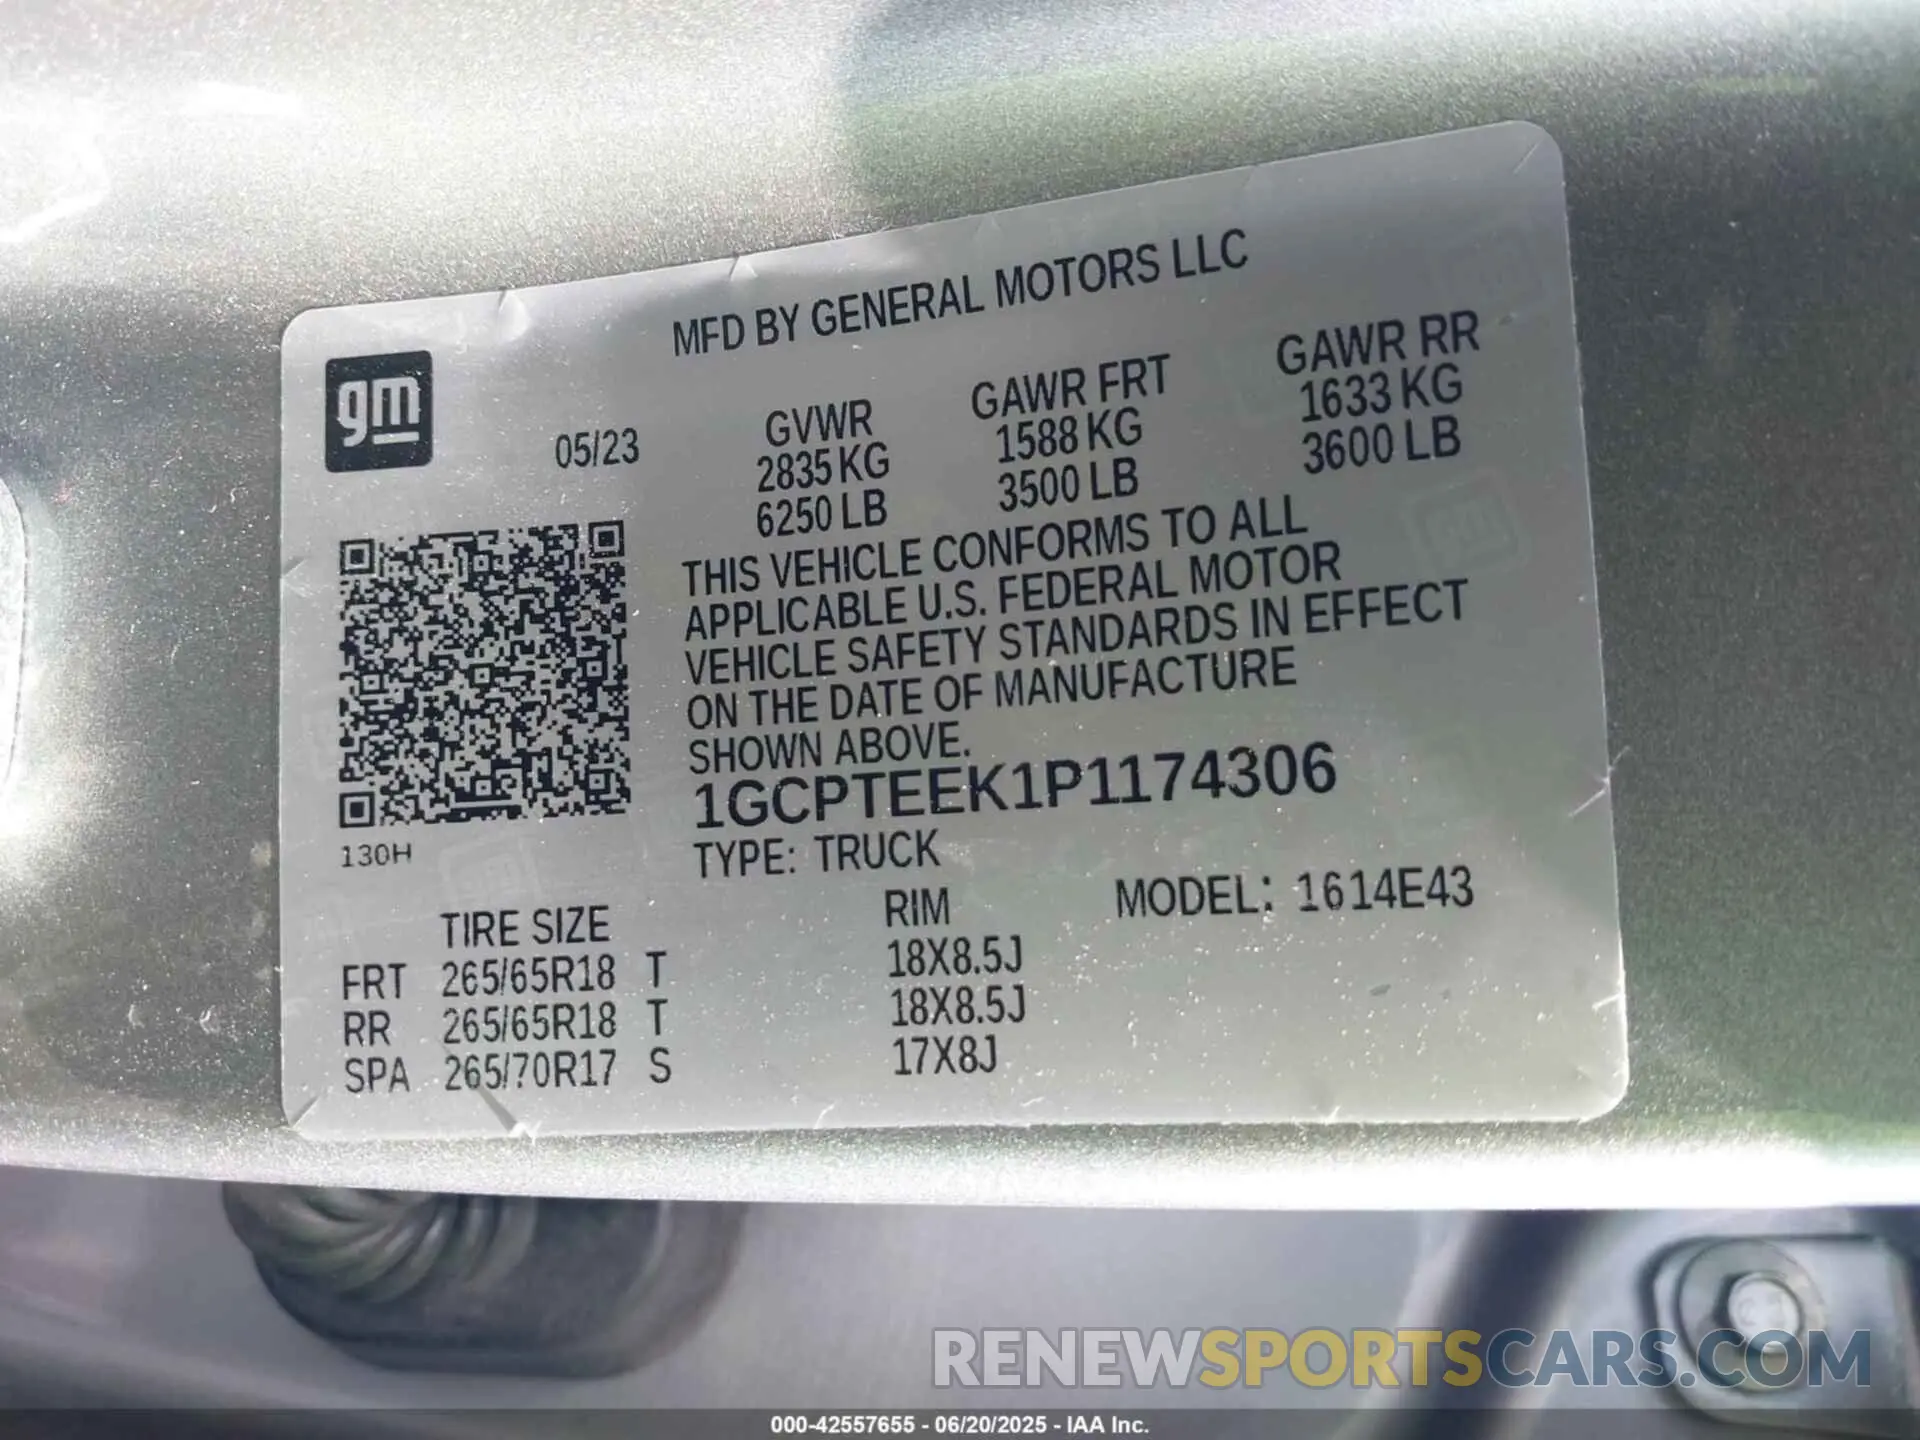 MFD BY GENERAL MOTORS LLC
gm
05/23
GVWR GAWR FRT GAWR RR
2835 KG 1588 KG 1633 KG
6250 LB 3500 LB 3600 LB
THIS VEHICLE CONFORMS TO ALL
APPLICABLE U.S. FEDERAL MOTOR
VEHICLE SAFETY STANDARDS IN EFFECT
ON THE DATE OF MANUFACTURE
SHOWN ABOVE.
1GCPTEEK1P1174306
130H
TYPE: TRUCK
TIRE SIZE RIM MODEL: 1614E43
FRT 265/65R18 T 18X8.5J
RR 265/65R18 T 18X8.5J
SPA 265/70R17 S 17X8J
RENEWSPORTSCARS.COM
000-42557655 - 06/20/2025 - IAA Inc.